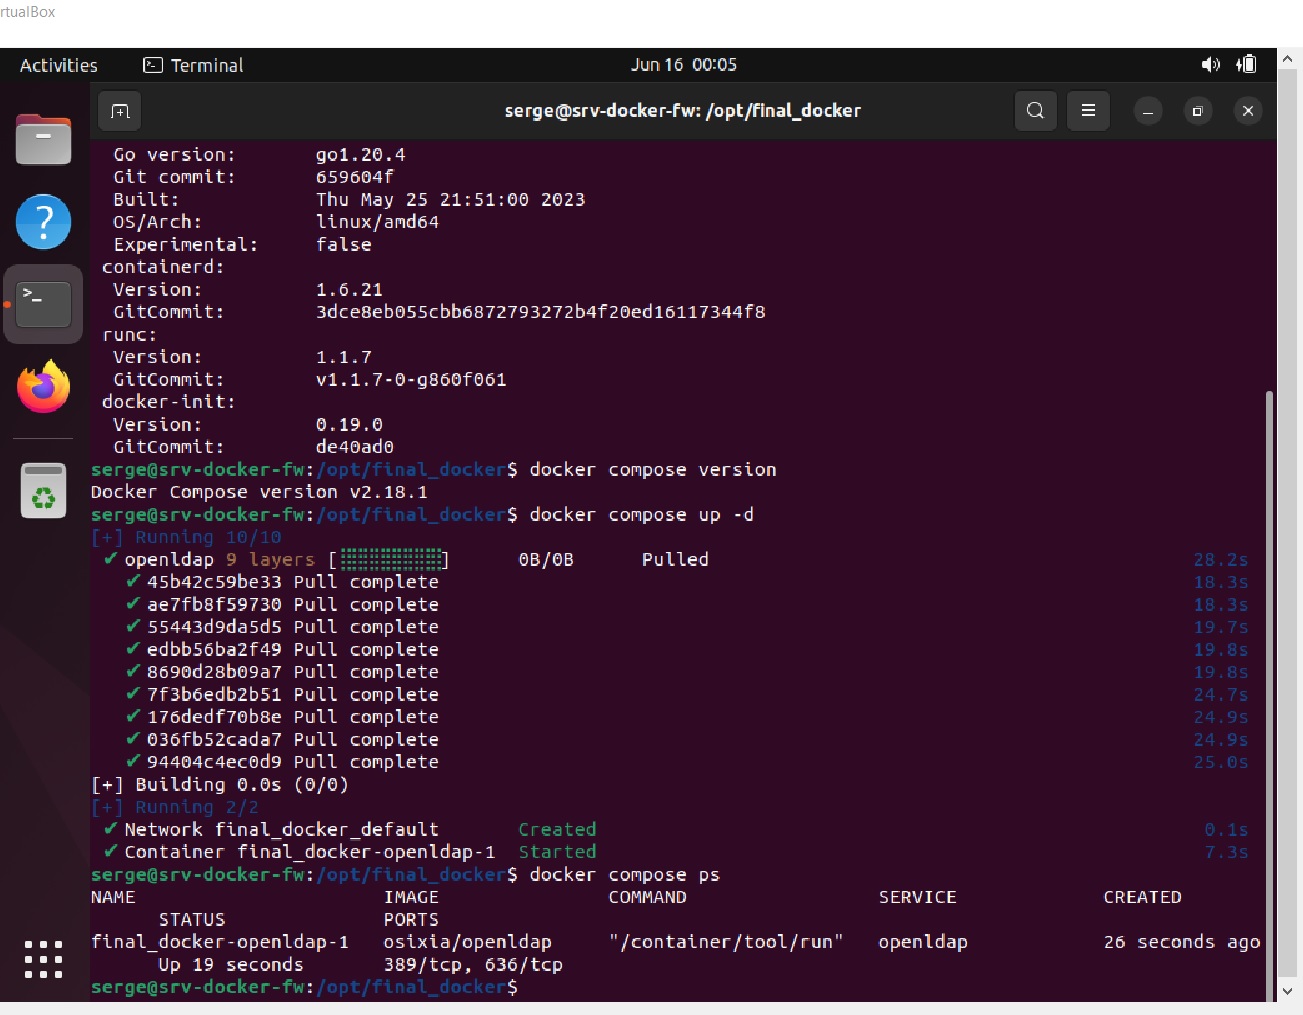 rtualBox
Activities Terminal Jun 16 00:05
serge@srv-docker-fw: /opt/final_docker
Go version: go1.20.4
Git commit: 659604f
Built: Thu May 25 21:51:00 2023
OS/Arch: linux/amd64
Experimental: false
containerd:
Version: 1.6.21
GitCommit: 3dce8eb055cbb6872793272b4f20ed16117344f8
runc:
Version: 1.1.7
GitCommit: v1.1.7-0-g860f061
docker-init:
Version: 0.19.0
GitCommit: de40ad0
serge@srv-docker-fw:/opt/final_docker$ docker compose version
Docker Compose version v2.18.1
serge@srv-docker-fw:/opt/final_docker$ docker compose up -d
[+] Running 10/10
✔ openldap 9 layers [⣿⣿⣿⣿⣿⣿⣿⣿⣿] 0B/0B Pulled 28.2s
✔ 45b42c59be33 Pull complete 18.3s
✔ ae7fb8f59730 Pull complete 18.3s
✔ 55443d9da5d5 Pull complete 19.7s
✔ edbb56ba2f49 Pull complete 19.8s
✔ 8690d28b09a7 Pull complete 19.8s
✔ 7f3b6edb2b51 Pull complete 24.7s
✔ 176dedf70b8e Pull complete 24.9s
✔ 036fb52cada7 Pull complete 24.9s
✔ 94404c4ec0d9 Pull complete 25.0s
[+] Building 0.0s (0/0)
[+] Running 2/2
✔ Network final_docker_default Created 0.1s
✔ Container final_docker-openldap-1 Started 7.3s
serge@srv-docker-fw:/opt/final_docker$ docker compose ps
NAME IMAGE COMMAND SERVICE CREATED
STATUS PORTS
final_docker-openldap-1 osixia/openldap "/container/tool/run" openldap 26 seconds ago
Up 19 seconds 389/tcp, 636/tcp
serge@srv-docker-fw:/opt/final_docker$